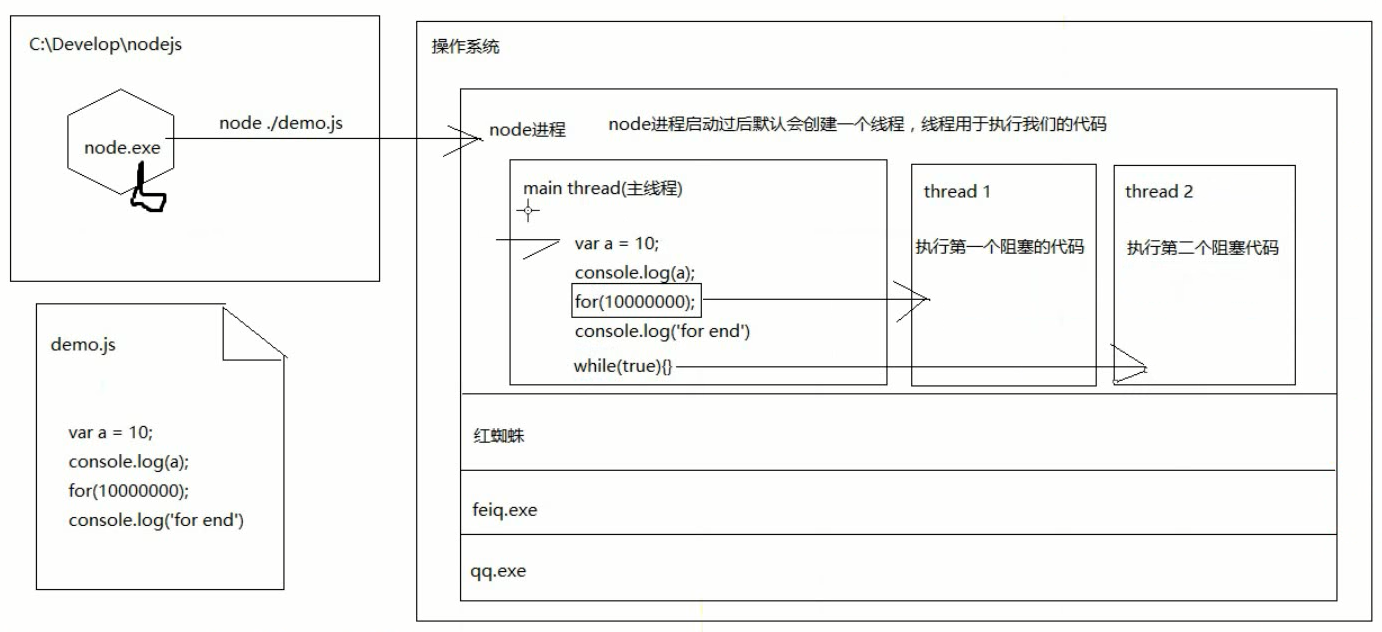 C:\Develop\nodejs
node.exe
node ./demo.js
demo.js
var a = 10;
console.log(a);
for(10000000);
console.log('for end')
操作系统
node进程
node进程启动过后默认会创建一个线程，线程用于执行我们的代码
main thread(主线程)
var a = 10;
console.log(a);
for(10000000);
console.log('for end')
while(true){}
thread 1
执行第一个阻塞的代码
thread 2
执行第二个阻塞代码
红蜘蛛
feiq.exe
qq.exe